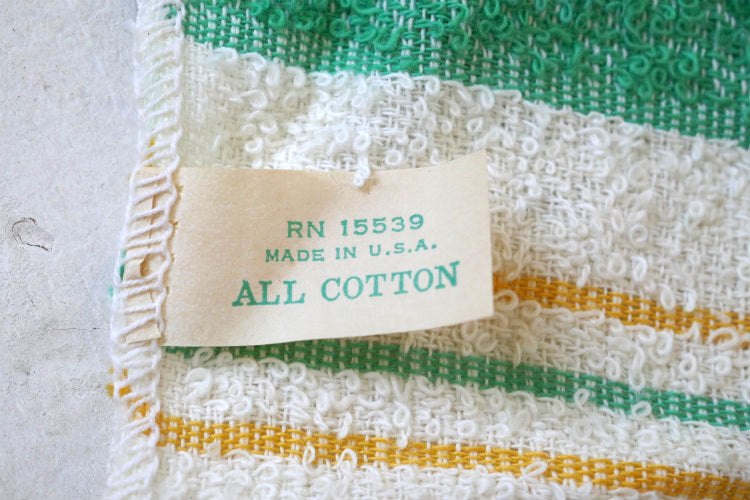 RN 15539
MADE IN U.S.A.
ALL COTTON